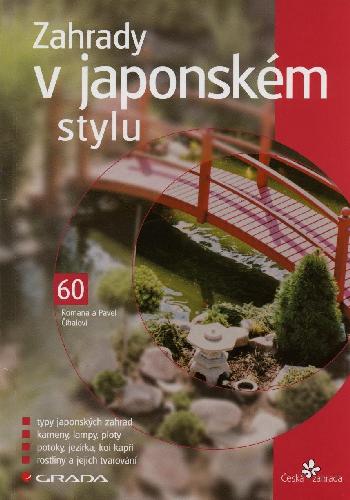 Zahrady
v japonském
stylu
60
Romana a Pavel
Číhalovi
typy japonských zahrad
kameny, lampy, ploty
potoky, jezírka, koi kapři
rostliny a jejich tvarování
GRADA
Česká zahrada